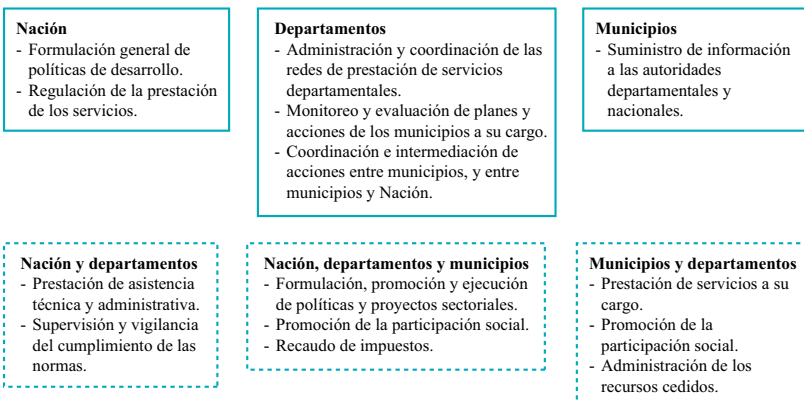 Nación
- Formulación general de
políticas de desarrollo.
- Regulación de la prestación
de los servicios.
Departamentos
- Administración y coordinación de las
redes de prestación de servicios
departamentales.
- Monitoreo y evaluación de planes y
acciones de los municipios a su cargo.
- Coordinación e intermediación de
acciones entre municipios, y entre
municipios y Nación.
Municipios
- Suministro de información
a las autoridades
departamentales y
nacionales.
Nación y departamentos
- Prestación de asistencia
técnica y administrativa.
- Supervisión y vigilancia
del cumplimiento de las
normas.
Nación, departamentos y municipios
- Formulación, promoción y ejecución
de políticas y proyectos sectoriales.
- Promoción de la participación social.
- Recaudo de impuestos.
Municipios y departamentos
- Prestación de servicios a su
cargo.
- Promoción de la
participación social.
- Administración de los
recursos cedidos.